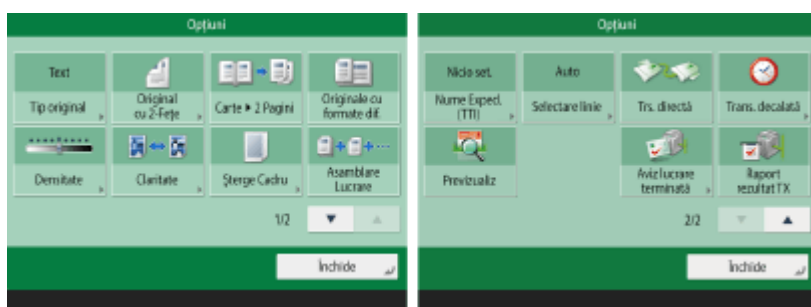 Opțiuni
Text
Tip original
Original
cu 2-Fețe
Carte ▸ 2 Pagini
Originale cu
formate dif.
Densitate
Claritate
Șterge Cadru
Asamblare
Lucrare
1/2
Închide
Opțiuni
Nicio set.
Nume Exped.
(TTI)
Auto
Selectare linie
Trs. directă
Trans. decalată
Previzualiz
Aviz lucrare
terminată
Raport
rezultat TX
2/2
Închide